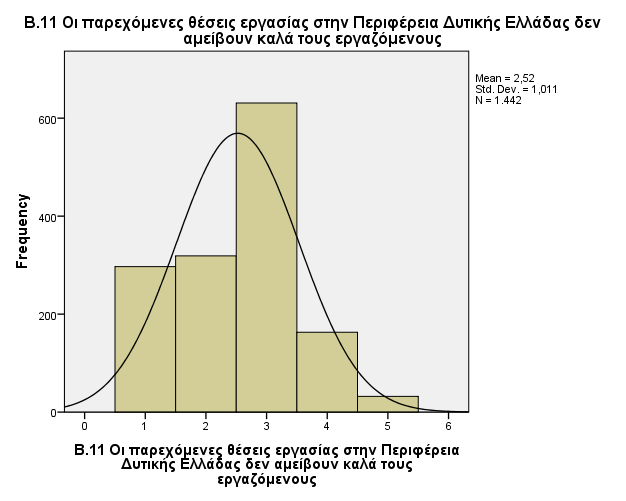 B.11 Οι παρεχόμενες θέσεις εργασίας στην Περιφέρεια Δυτικής Ελλάδας δεν
αμείβουν καλά τους εργαζόμενους
Mean = 2,52
Std. Dev. = 1,011
N = 1.442
Frequency
600
400
200
0
0 1 2 3 4 5 6
B.11 Οι παρεχόμενες θέσεις εργασίας στην Περιφέρεια
Δυτικής Ελλάδας δεν αμείβουν καλά τους
εργαζόμενους